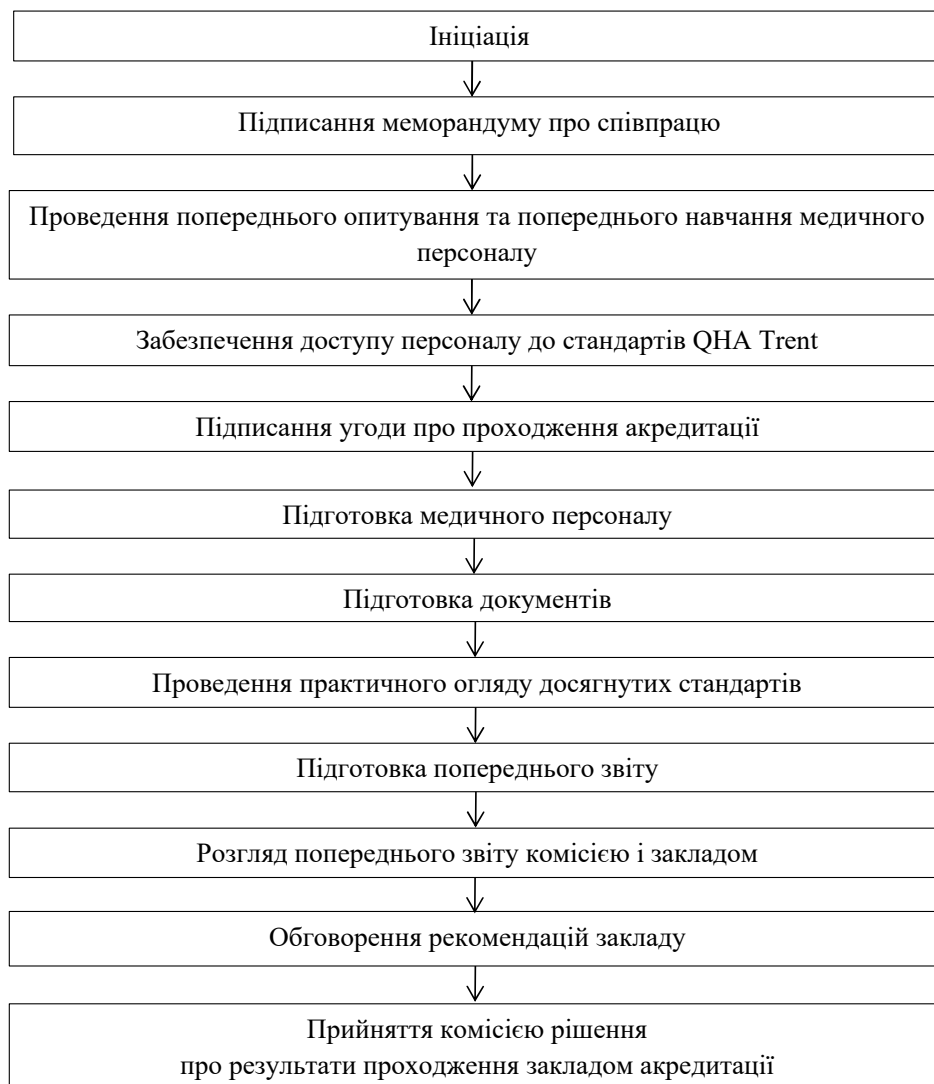 Ініціація
Підписання меморандуму про співпрацю
Проведення попереднього опитування та попереднього навчання медичного
персоналу
Забезпечення доступу персоналу до стандартів QHA Trent
Підписання угоди про проходження акредитації
Підготовка медичного персоналу
Підготовка документів
Проведення практичного огляду досягнутих стандартів
Підготовка попереднього звіту
Розгляд попереднього звіту комісією і закладом
Обговорення рекомендацій закладу
Прийняття комісією рішення
про результати проходження закладом акредитації